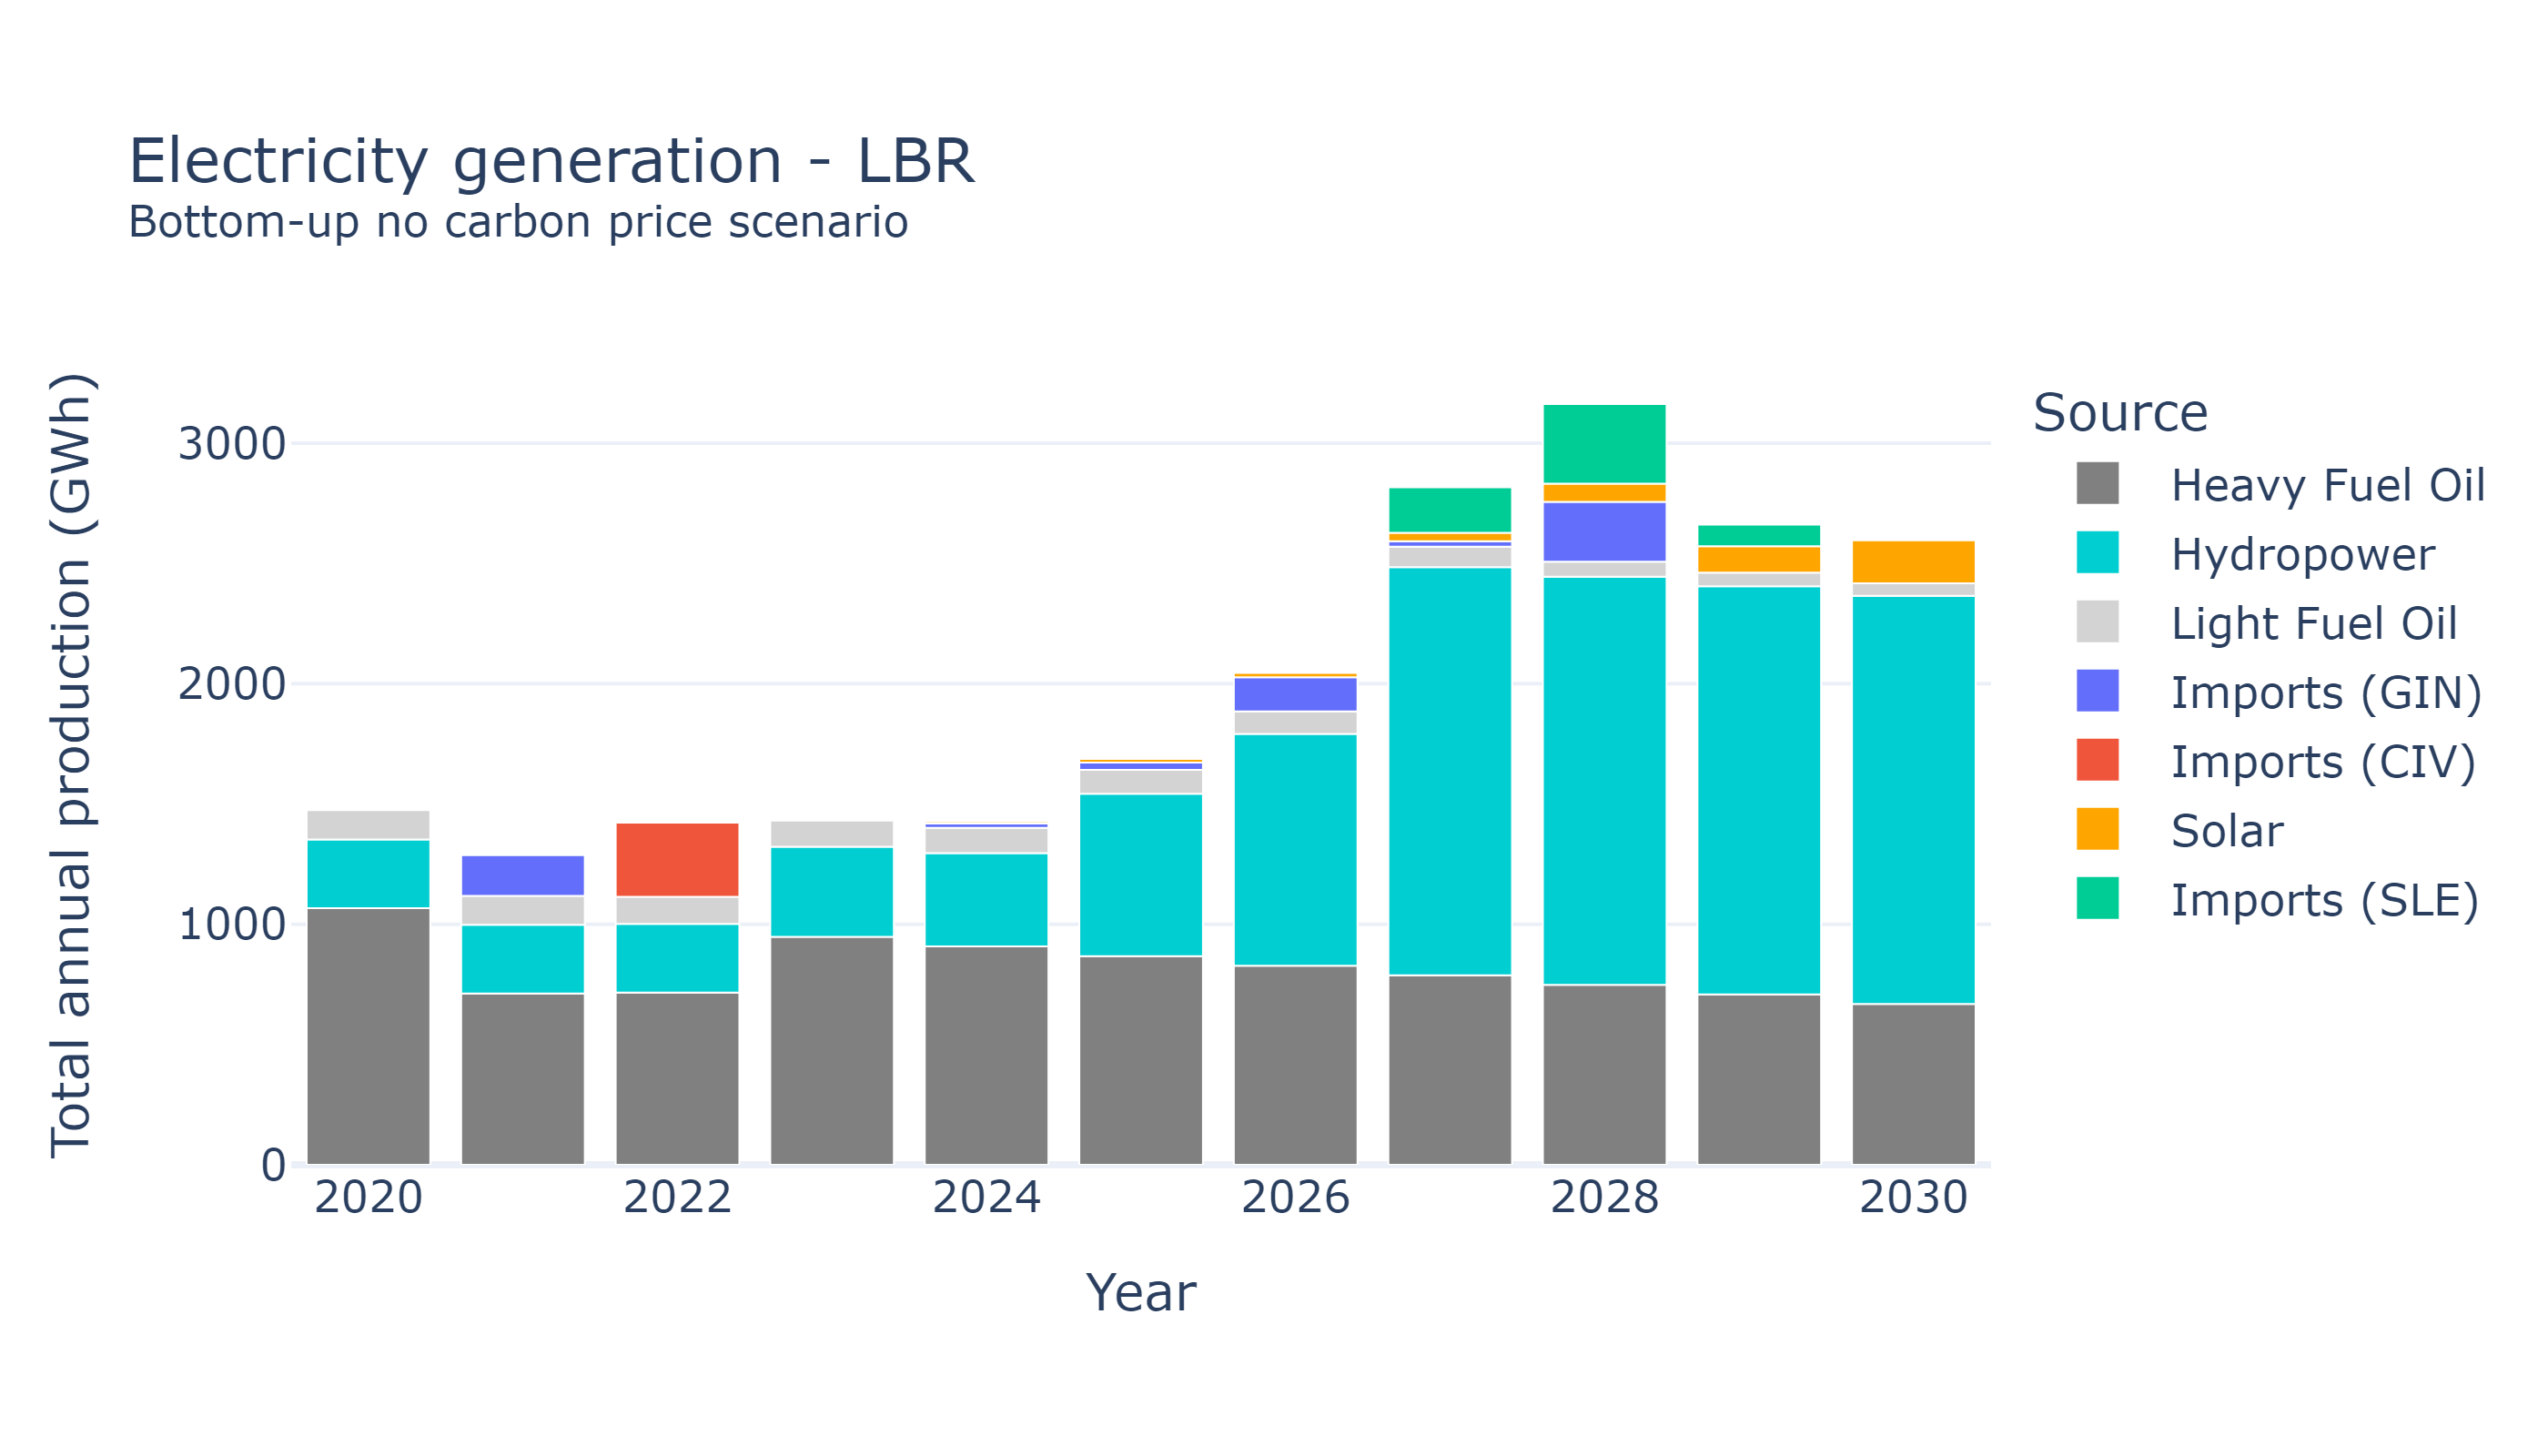 Electricity generation - LBR
Bottom-up no carbon price scenario
Total annual production (GWh)
3000
2000
1000
0
2020
2022
2024
2026
2028
2030
Year
Source
Heavy Fuel Oil
Hydropower
Light Fuel Oil
Imports (GIN)
Imports (CIV)
Solar
Imports (SLE)